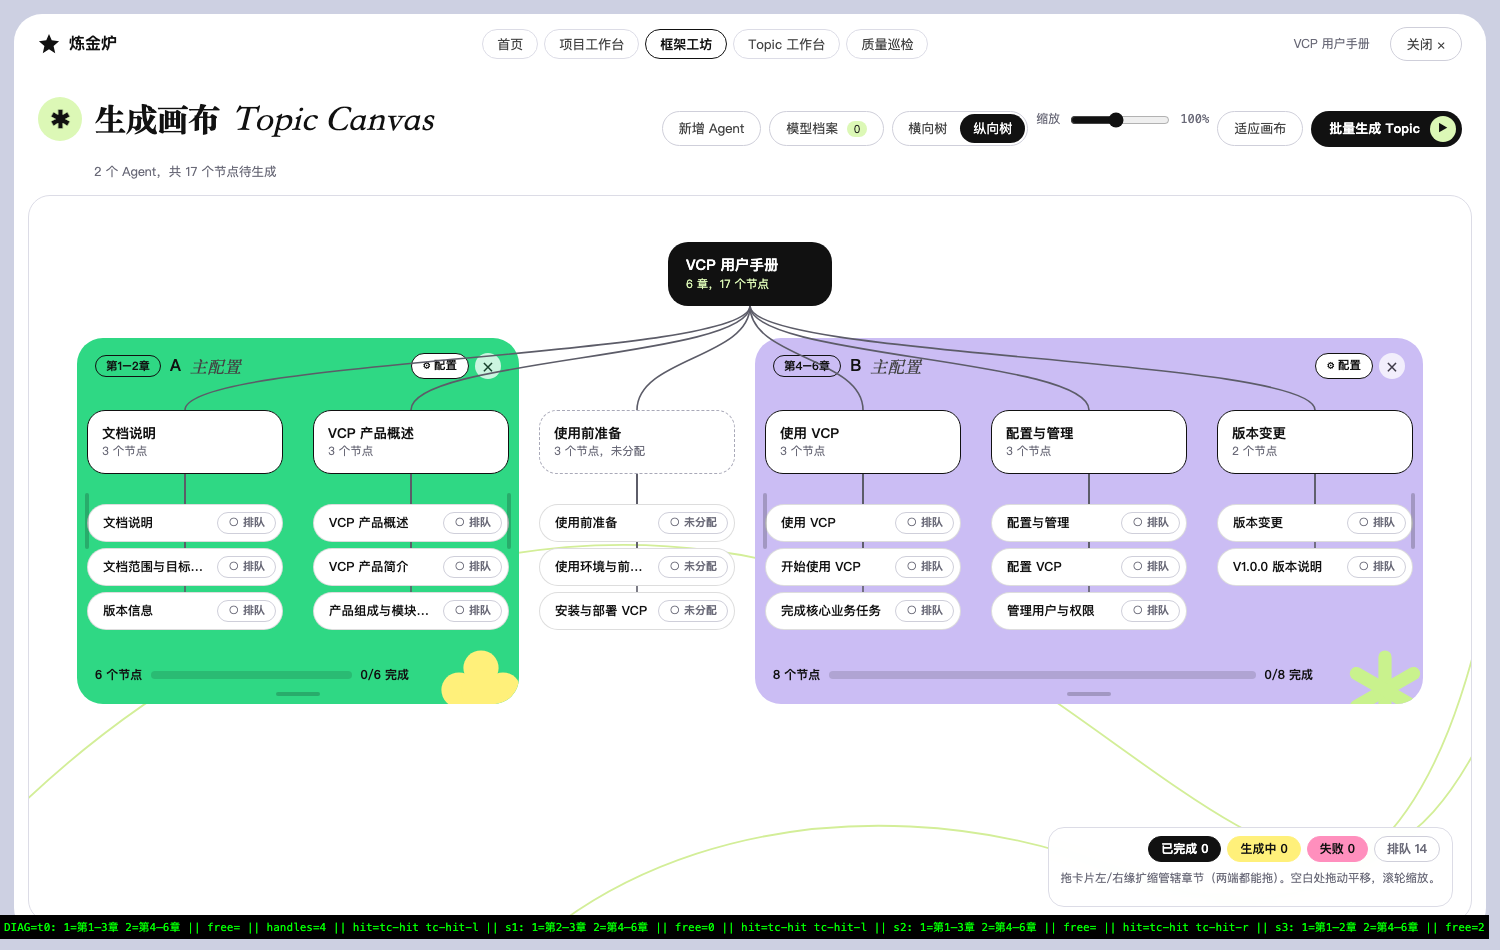 炼金炉
首页 项目工作台 框架工坊 Topic 工作台 质量巡检
VCP 用户手册 关闭 ×
生成画布 Topic Canvas
新增 Agent 模型档案 0 横向树 纵向树 缩放 100% 适应画布 批量生成 Topic
2 个 Agent，共 17 个节点待生成
VCP 用户手册
6 章，17 个节点
第1—2章 A 主配置 配置 ×
第4—6章 B 主配置 配置 ×
文档说明
3 个节点
VCP 产品概述
3 个节点
使用前准备
3 个节点，未分配
使用 VCP
3 个节点
配置与管理
3 个节点
版本变更
2 个节点
文档说明 排队
VCP 产品概述 排队
使用前准备 未分配
使用 VCP 排队
配置与管理 排队
版本变更 排队
文档范围与目标… 排队
VCP 产品简介 排队
使用环境与前… 未分配
开始使用 VCP 排队
配置 VCP 排队
V1.0.0 版本说明 排队
版本信息 排队
产品组成与模块… 排队
安装与部署 VCP 未分配
完成核心业务任务 排队
管理用户与权限 排队
6 个节点 0/6 完成
8 个节点 0/8 完成
已完成 0 生成中 0 失败 0 排队 14
拖卡片左/右缘扩缩管辖章节（两端都能拖）。空白处拖动平移，滚轮缩放。
DIAG=t0: 1=第1—3章 2=第4—6章 || free= || handles=4 || hit=tc-hit tc-hit-l || s1: 1=第2—3章 2=第4—6章 || free=0 || hit=tc-hit tc-hit-l || s2: 1=第1—3章 2=第4—6章 || free= || hit=tc-hit tc-hit-r || s3: 1=第1—2章 2=第4—6章 || free=2